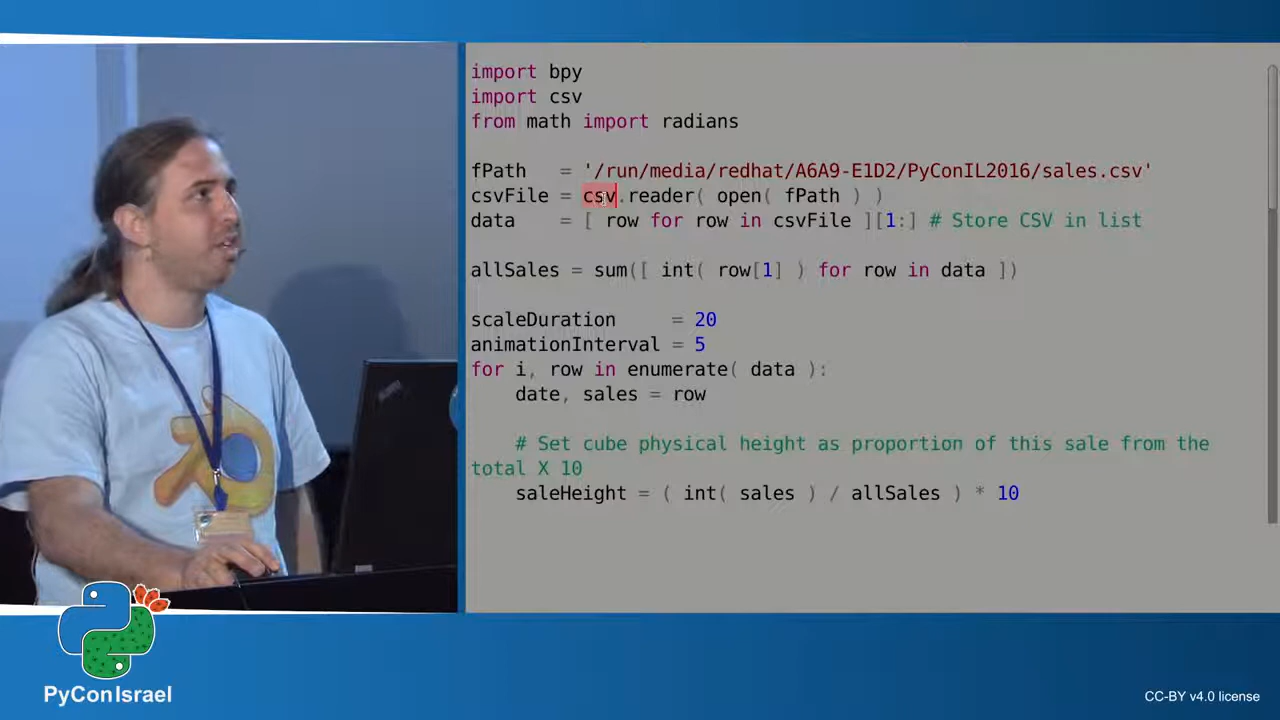 import bpy
import csv
from math import radians
fPath = '/run/media/redhat/A6A9-E1D2/PyConIL2016/sales.csv'
csvFile = csv.reader( open( fPath ) )
data = [ row for row in csvFile ][1:] # Store CSV in list
allSales = sum([ int( row[1] ) for row in data ])
scaleDuration = 20
animationInterval = 5
for i, row in enumerate( data ):
date, sales = row
# Set cube physical height as proportion of this sale from the
total X 10
saleHeight = ( int( sales ) / allSales ) * 10
PyConIsrael
CC-BY v4.0 license